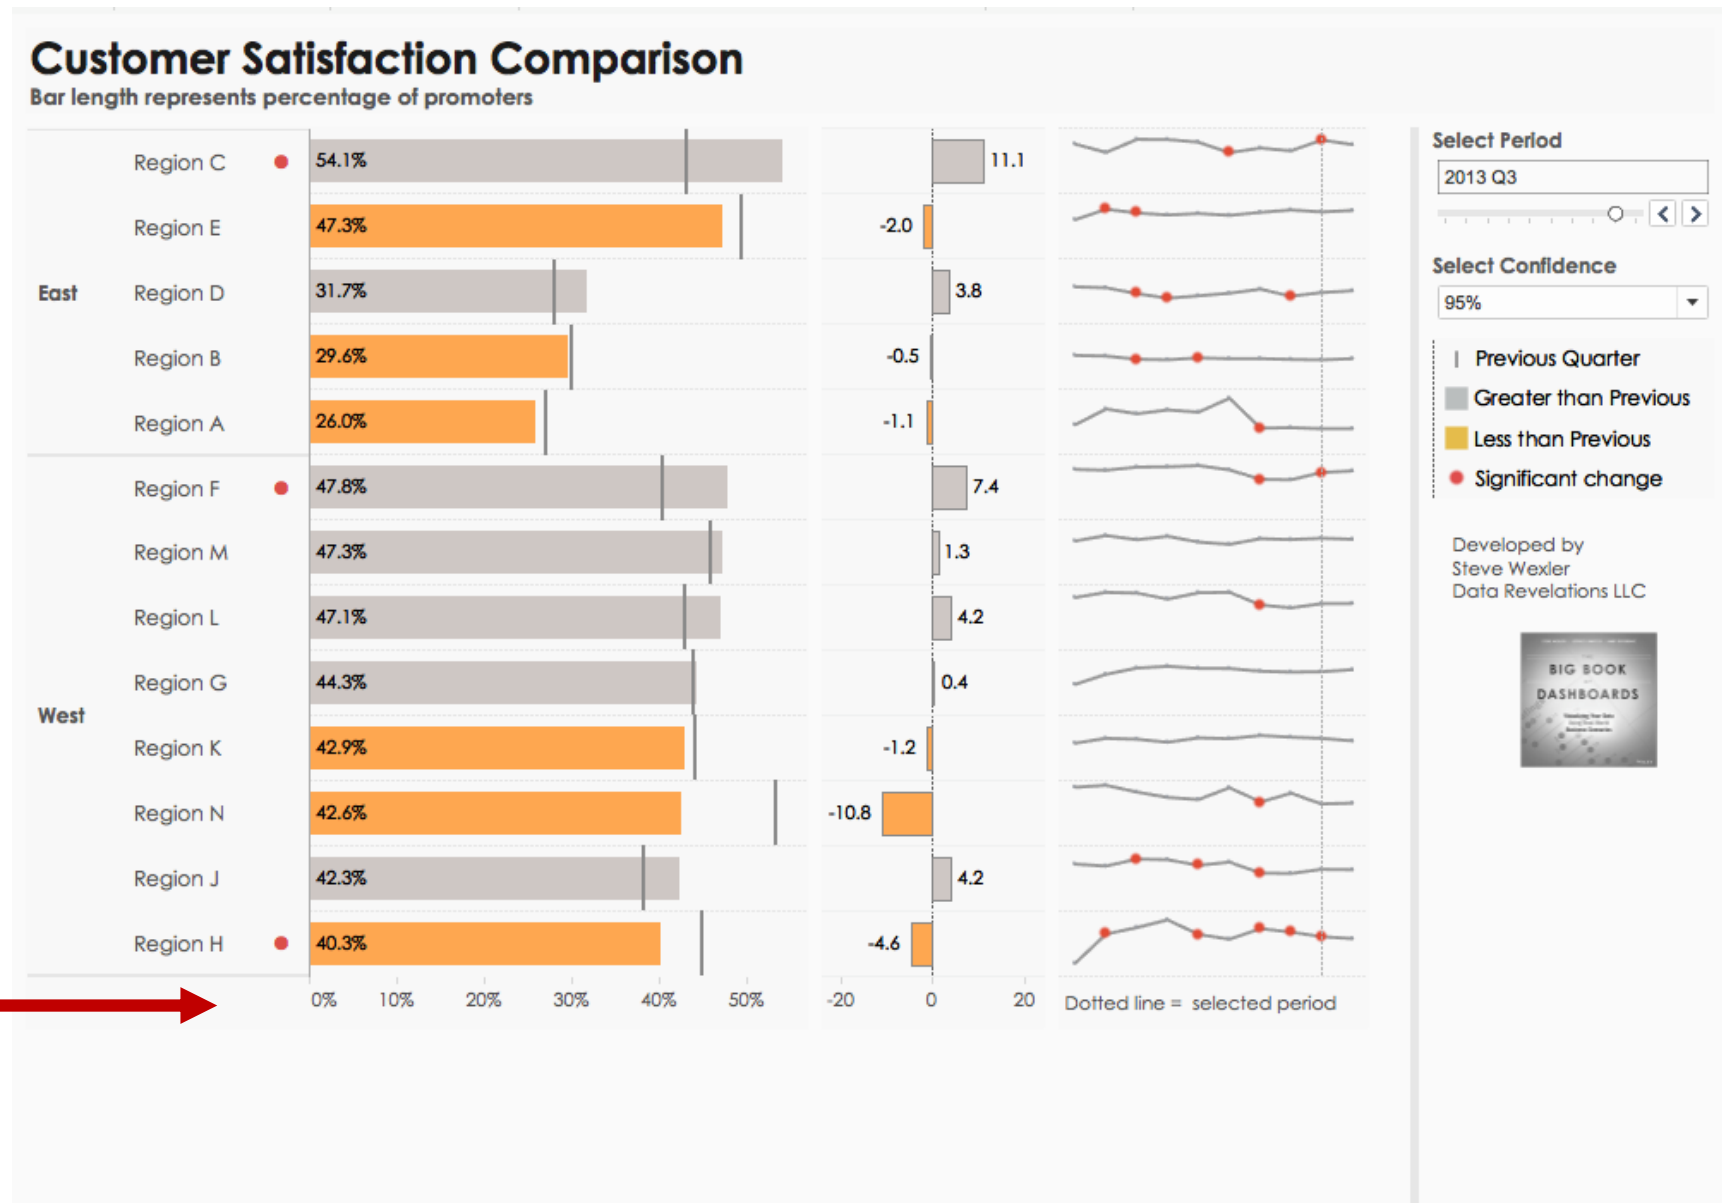 Customer Satisfaction Comparison
Bar length represents percentage of promoters
East
Region C 54.1% 11.1
Region E 47.3% -2.0
Region D 31.7% 3.8
Region B 29.6% -0.5
Region A 26.0% -1.1
West
Region F 47.8% 7.4
Region M 47.3% 1.3
Region L 47.1% 4.2
Region G 44.3% 0.4
Region K 42.9% -1.2
Region N 42.6% -10.8
Region J 42.3% 4.2
Region H 40.3% -4.6
0% 10% 20% 30% 40% 50% -20 0 20
Dotted line = selected period
Select Period
2013 Q3
Select Confidence
95%
Previous Quarter
Greater than Previous
Less than Previous
Significant change
Developed by
Steve Wexler
Data Revelations LLC
BIG BOOK
DASHBOARDS